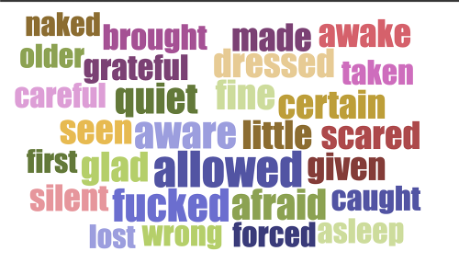 naked brought made awake
older grateful dressed taken
careful quiet fine certain
seen aware little scared
first glad allowed given
silent fucked afraid caught
lost wrong forced asleep